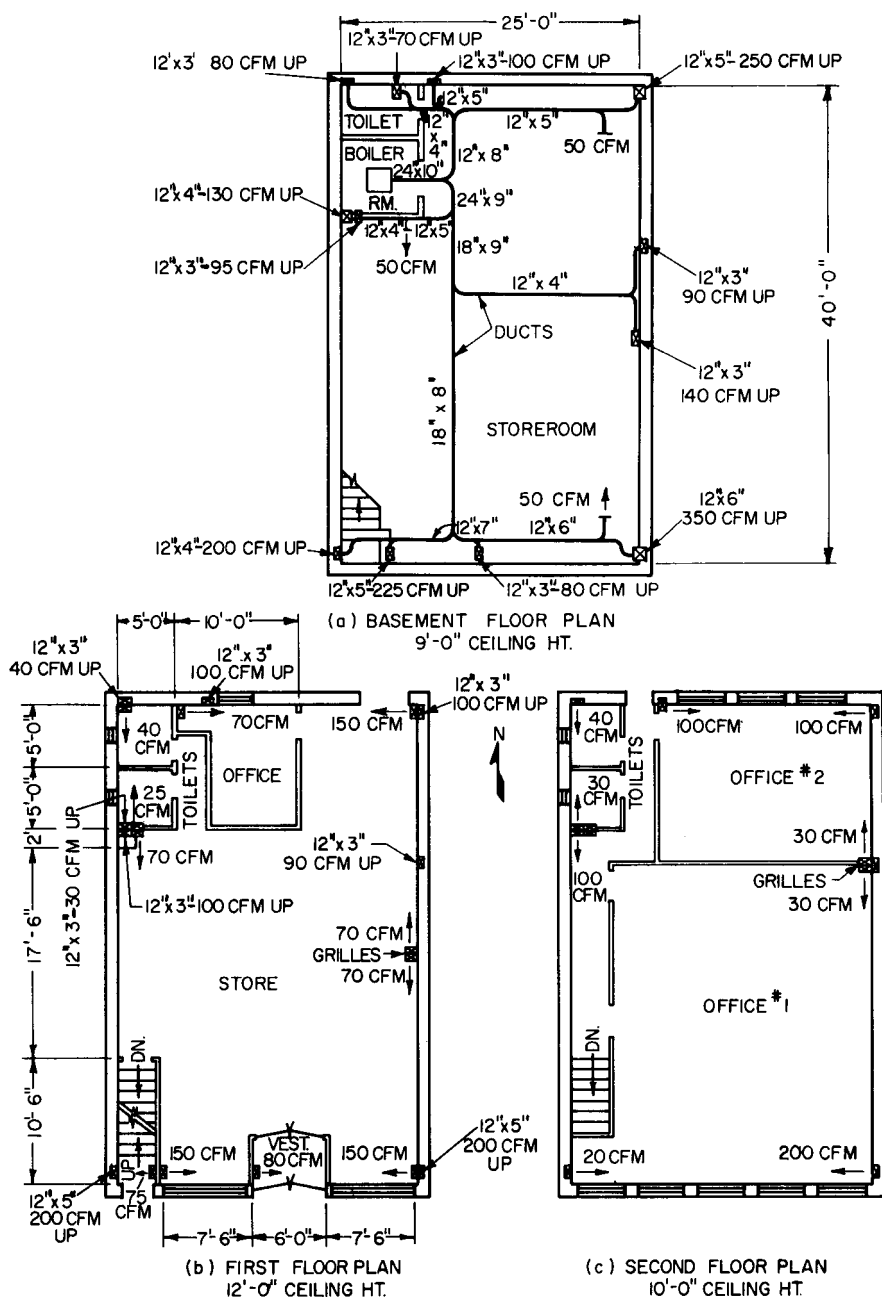 25'-0"
12"x3"-70 CFM UP
12'x3' 80 CFM UP
12"x3"-100 CFM UP
12"x5"-250 CFM UP
12"x5"
TOILET
12"
x
4"
12"x5"
50 CFM
BOILER
12"x8"
24"x10"
12"x4"-130 CFM UP
RM.
24"x9"
12"x4"
12"x5"
18"x9"
12"x3"-95 CFM UP
50 CFM
12"x4"
12"x3"
90 CFM UP
40'-0"
DUCTS
12"x3"
140 CFM UP
18" x 8"
STOREROOM
50 CFM
12"x6"
350 CFM UP
12"x7"
12"x6"
12"x4"-200 CFM UP
12"x5"-225 CFM UP
12"x3"-80 CFM UP
(a) BASEMENT FLOOR PLAN
9'-0" CEILING HT.
5'-0"
10'-0"
12"x3"
40 CFM UP
12"x3"
100 CFM UP
12"x3"
100 CFM UP
70 CFM
150 CFM
5'-0"
40
CFM
OFFICE
TOILETS
N
5'-0"
25
CFM
2'
70 CFM
12"x3"-30 CFM UP
12"x3"-100 CFM UP
12"x3"
90 CFM UP
17'-6"
70 CFM
GRILLES
70 CFM
STORE
DN.
10'-6"
UP
150 CFM
VEST.
80 CFM
150 CFM
12"x5"
200 CFM
UP
12"x5"
200 CFM
UP
75
CFM
7'-6"
6'-0"
7'-6"
(b) FIRST FLOOR PLAN
12'-0" CEILING HT.
40
CFM
100CFM
100 CFM
TOILETS
OFFICE #2
30
CFM
30 CFM
100
CFM
GRILLES
30 CFM
OFFICE #1
DN.
20 CFM
200 CFM
(c) SECOND FLOOR PLAN
10'-0" CEILING HT.